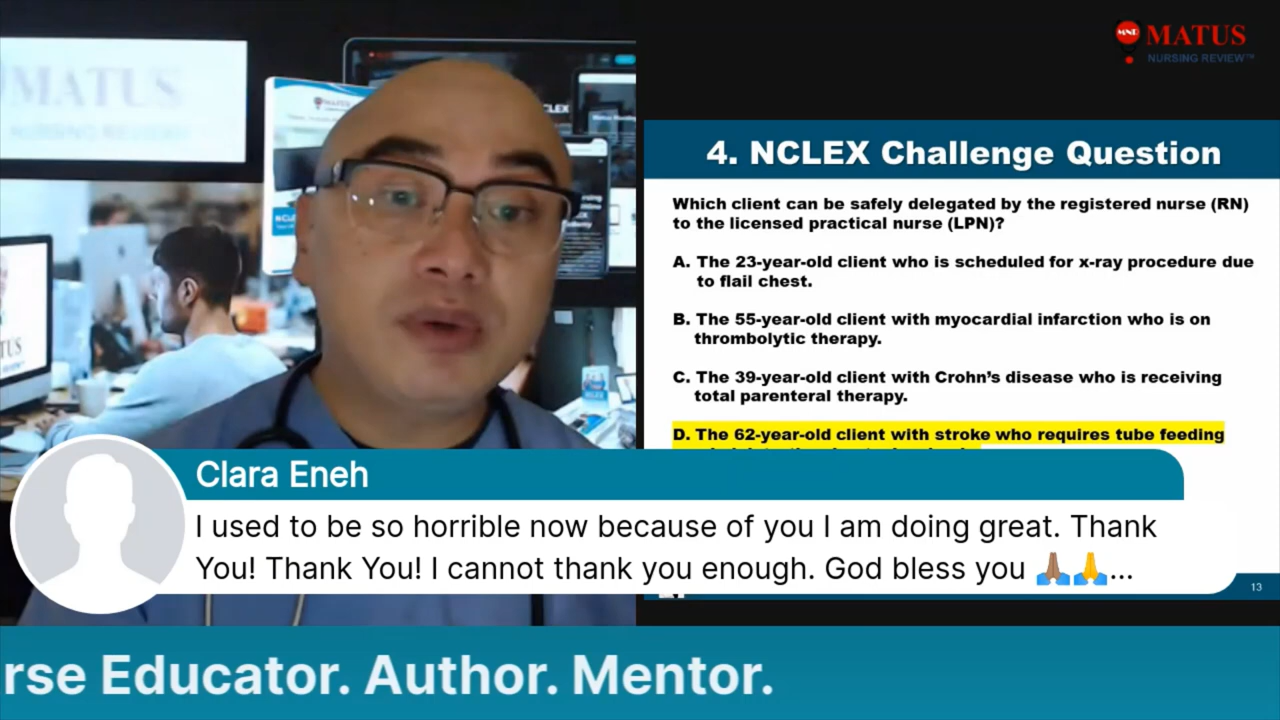 MATUS
NURSING REVIEW
MNR MATUS
NURSING REVIEW™
4. NCLEX Challenge Question
Which client can be safely delegated by the registered nurse (RN)
to the licensed practical nurse (LPN)?
A. The 23-year-old client who is scheduled for x-ray procedure due
to flail chest.
B. The 55-year-old client with myocardial infarction who is on
thrombolytic therapy.
C. The 39-year-old client with Crohn's disease who is receiving
total parenteral therapy.
D. The 62-year-old client with stroke who requires tube feeding
13
Clara Eneh
I used to be so horrible now because of you I am doing great. Thank
You! Thank You! I cannot thank you enough. God bless you 🙏🏽🙏...
rse Educator. Author. Mentor.